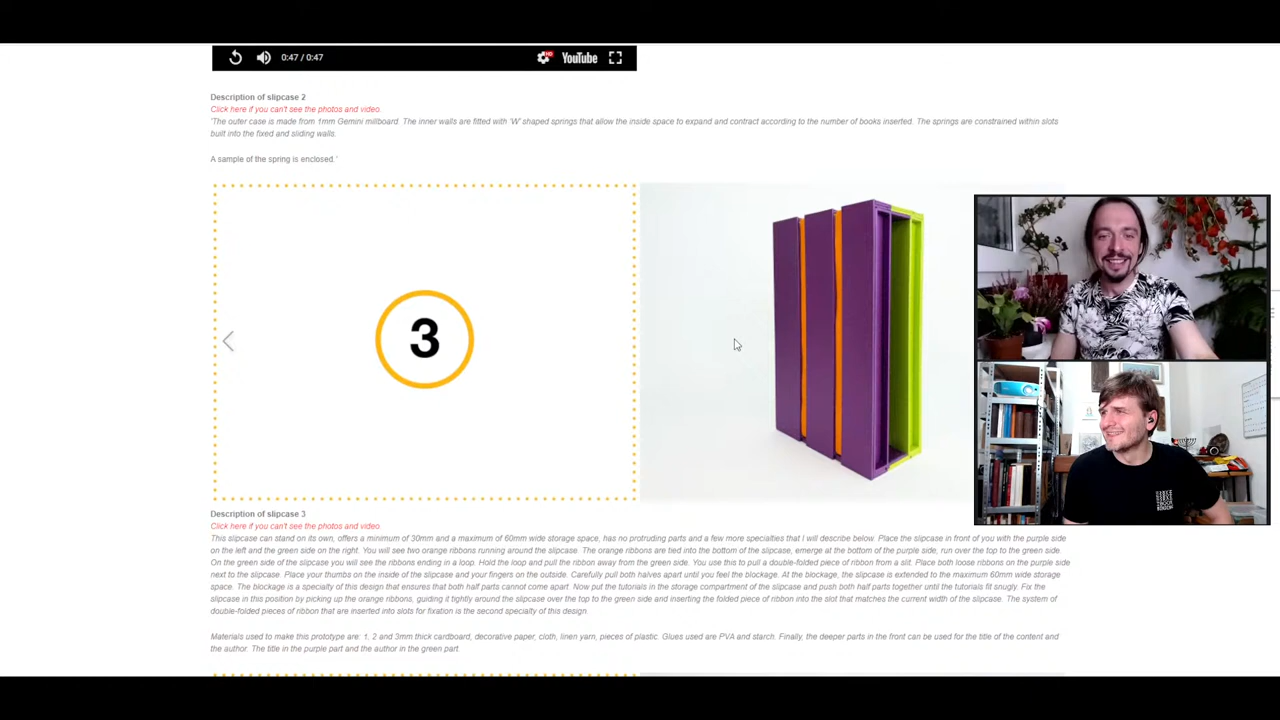 0:47 / 0:47
HD
YouTube
Description of slipcase 2
Click here if you can't see the photos and video.
'The outer case is made from 1mm Gemini millboard. The inner walls are fitted with 'W' shaped springs that allow the inside space to expand and contract according to the number of books inserted. The springs are constrained within slots
built into the fixed and sliding walls.
A sample of the spring is enclosed.'
3
Description of slipcase 3
Click here if you can't see the photos and video
This slipcase can stand on its own, offers a minimum of 30mm and a maximum of 60mm wide storage space, has no protruding parts and a few more specialties that I will describe below. Place the slipcase in front of you with the purple side
on the left and the green side on the right. You will see two orange ribbons running around the slipcase. The orange ribbons are tied into the bottom of the slipcase, emerge at the bottom of the purple side, run over the top to the green side.
On the green side of the slipcase you will see the ribbons ending in a loop. Hold the loop and pull the ribbon away from the green side. You use this to pull a double-folded piece of ribbon from a slit. Place both loose ribbons on the purple side
next to the slipcase. Place your thumbs on the inside of the slipcase and your fingers on the outside. Carefully pull both halves apart until you feel the blockage. At the blockage, the slipcase is extended to the maximum 60mm wide storage
space. The blockage is a specialty of this design that ensures that both half parts cannot come apart. Now put the tutorials in the storage compartment of the slipcase and push both half parts together until the tutorials fit snugly. Fix the
slipcase in this position by picking up the orange ribbons, guiding it tightly around the slipcase over the top to the green side and inserting the folded piece of ribbon into the slot that matches the current width of the slipcase. The system of
double-folded pieces of ribbon that are inserted into slots for fixation is the second specialty of this design
Materials used to make this prototype are: 1. 2 and 3mm thick cardboard, decorative paper, cloth, linen yarn, pieces of plastic. Glues used are PVA and starch. Finally, the deeper parts in the front can be used for the title of the content and
the author. The title in the purple part and the author in the green part.